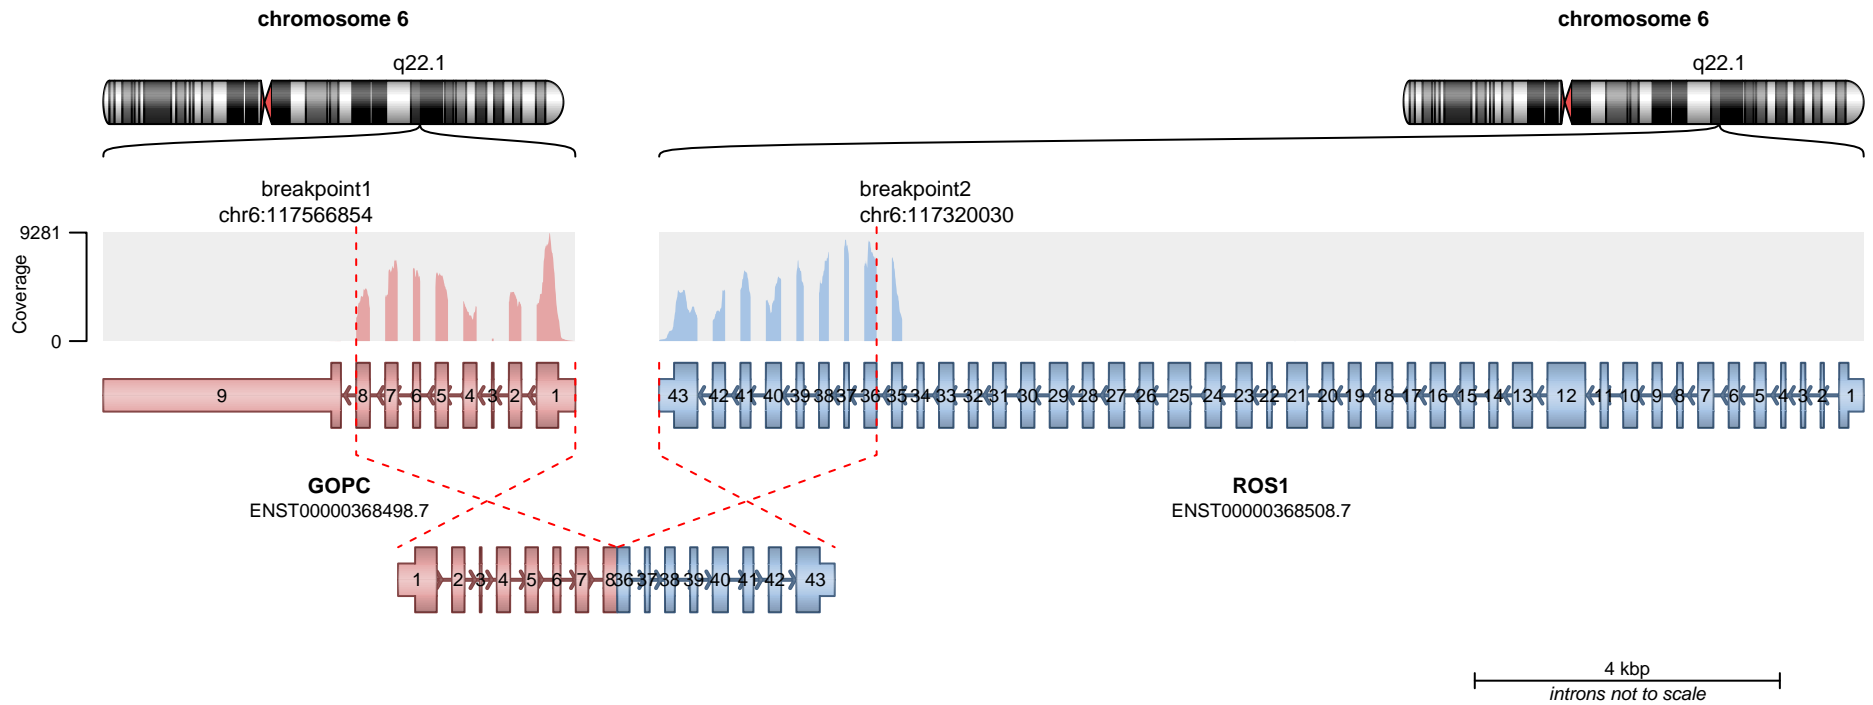 chromosome 6
chromosome 6
q22.1
q22.1
breakpoint1
chr6:117566854
breakpoint2
chr6:117320030
9281
0
Coverage
9 8 7 6 5 4 3 2 1
43 42 41 40 39 38 37 36 35 34 33 32 31 30 29 28 27 26 25 24 23 22 21 20 19 18 17 16 15 14 13 12 11 10 9 8 7 6 5 4 3 2 1
GOPC
ENST00000368498.7
ROS1
ENST00000368508.7
1 2 3 4 5 6 7 8 36 37 38 39 40 41 42 43
4 kbp
introns not to scale